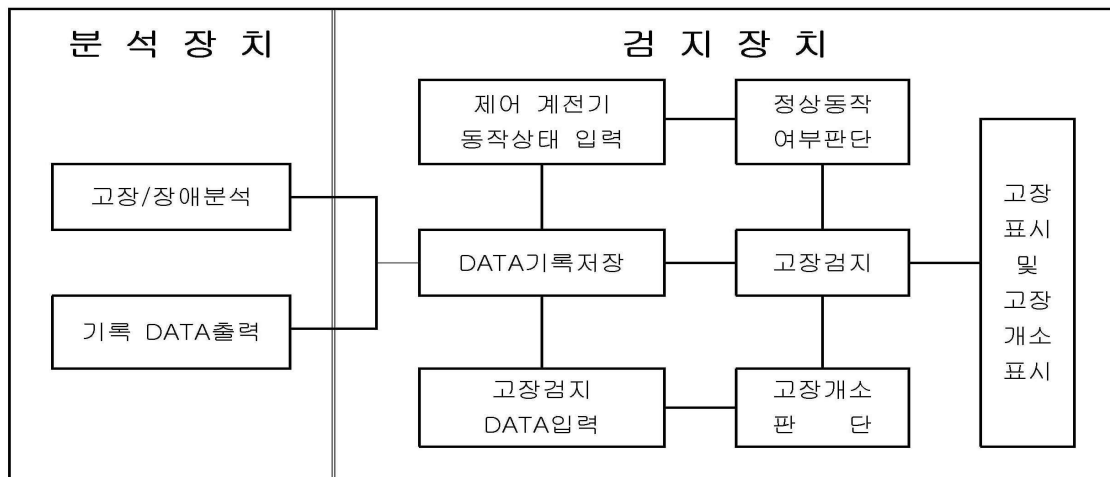 분 석 장 치
고장/장애분석
기록 DATA출력
검 지 장 치
제어 계전기
동작상태 입력
정상동작
여부판단
DATA기록저장
고장검지
고장검지
DATA입력
고장개소
판 단
고장
표시
및
고장
개소
표시